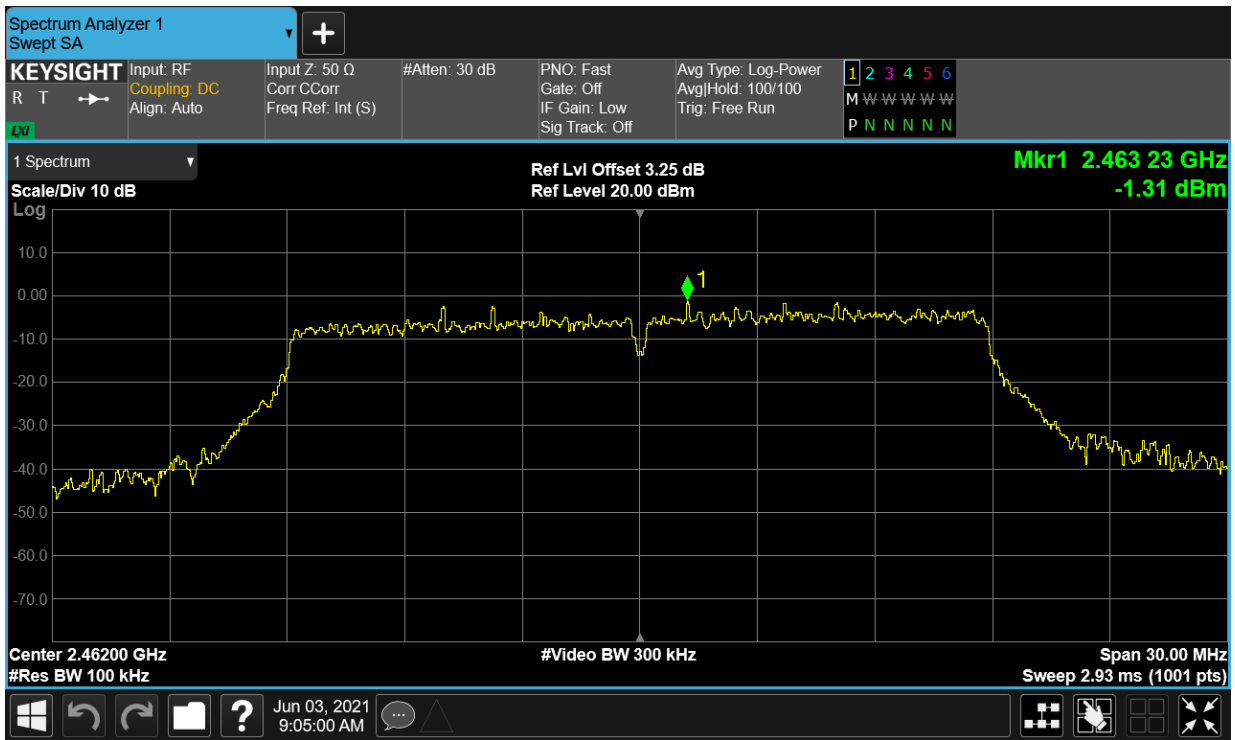 Spectrum Analyzer 1
Swept SA
+
KEYSIGHT
R T
LXI
Input: RF
Coupling: DC
Align: Auto
Input Z: 50 Ω
Corr CCorr
Freq Ref: Int (S)
#Atten: 30 dB
PNO: Fast
Gate: Off
IF Gain: Low
Sig Track: Off
Avg Type: Log-Power
Avg|Hold: 100/100
Trig: Free Run
1 2 3 4 5 6
M W W W W W
P N N N N N
1 Spectrum
Scale/Div 10 dB
Log
Ref Lvl Offset 3.25 dB
Ref Level 20.00 dBm
Mkr1 2.463 23 GHz
-1.31 dBm
10.0
0.00
-10.0
-20.0
-30.0
-40.0
-50.0
-60.0
-70.0
1
Center 2.46200 GHz
#Res BW 100 kHz
#Video BW 300 kHz
Span 30.00 MHz
Sweep 2.93 ms (1001 pts)
?
Jun 03, 2021
9:05:00 AM